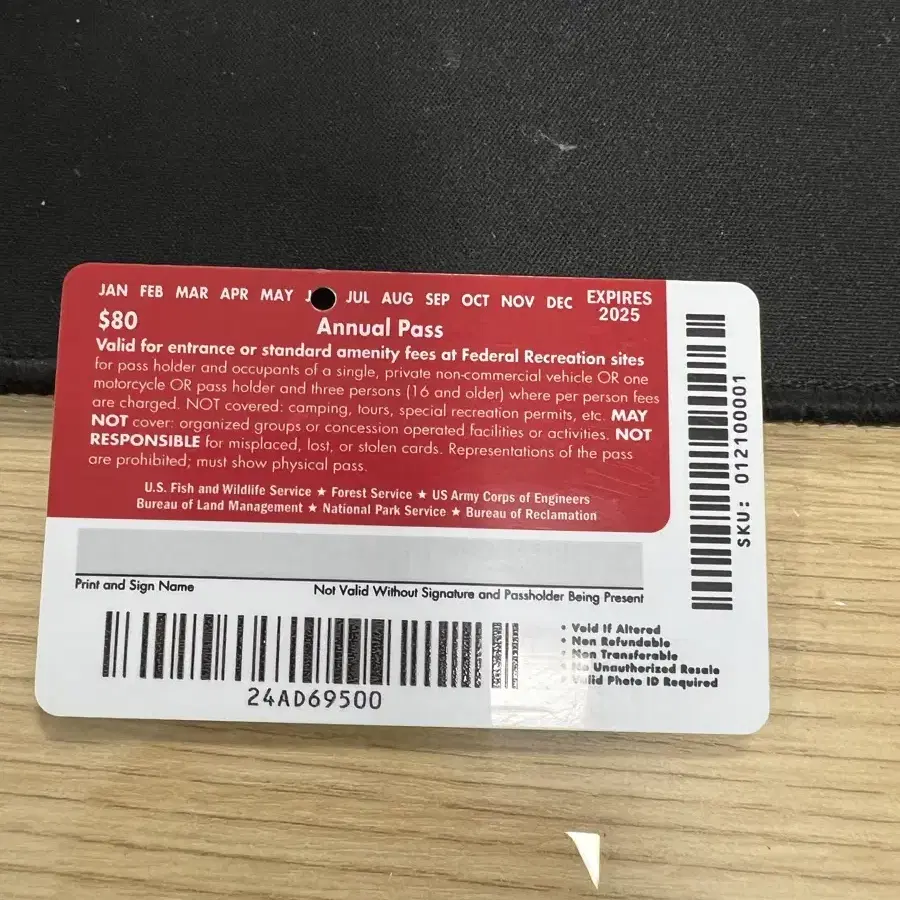 JAN FEB MAR APR MAY J JUL AUG SEP OCT NOV DEC EXPIRES 2025
$80
Annual Pass
Valid for entrance or standard amenity fees at Federal Recreation sites
for pass holder and occupants of a single, private non-commercial vehicle OR one
motorcycle OR pass holder and three persons (16 and older) where per person fees
are charged. NOT covered: camping, tours, special recreation permits, etc. MAY
NOT cover: organized groups or concession operated facilities or activities. NOT
RESPONSIBLE for misplaced, lost, or stolen cards. Representations of the pass
are prohibited; must show physical pass.
U.S. Fish and Wildlife Service ★ Forest Service ★ US Army Corps of Engineers
Bureau of Land Management ★ National Park Service ★ Bureau of Reclamation
Print and Sign Name
Not Valid Without Signature and Passholder Being Present
24AD69500
• Void If Altered
• Non Refundable
• Non Transferable
• No Unauthorized Resale
• Valid Photo ID Required
SKU: 012100001